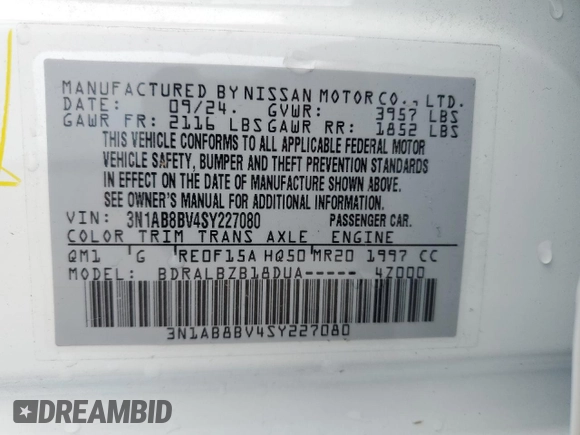 MANUFACTURED BY NISSAN MOTOR CO., LTD.
DATE: 09/24. GVWR: 3957 LBS
GAWR FR: 2116 LBS GAWR RR: 1852 LBS
THIS VEHICLE CONFORMS TO ALL APPLICABLE FEDERAL MOTOR
VEHICLE SAFETY, BUMPER AND THEFT PREVENTION STANDARDS
IN EFFECT ON THE DATE OF MANUFACTURE SHOWN ABOVE.
SEE OWNER'S MANUAL FOR ADDITIONAL INFORMATION.
VIN: 3N1AB8BV4SY227080 PASSENGER CAR.
COLOR TRIM TRANS AXLE ENGINE
QM1 G RE0F15A HQ50 MR20 1997 CC
MODEL: BDRALBZB18DUA----- 4Z000
3N1AB8BV4SY227080
DREAMBID